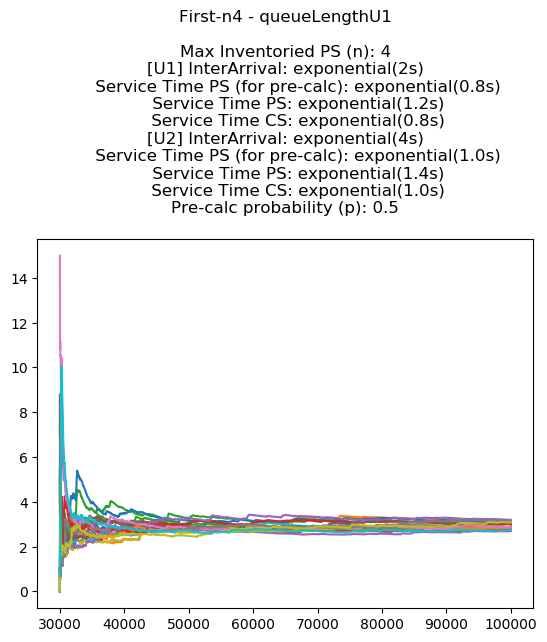 First-n4 - queueLengthU1
Max Inventoried PS (n): 4
[U1] InterArrival: exponential(2s)
Service Time PS (for pre-calc): exponential(0.8s)
Service Time PS: exponential(1.2s)
Service Time CS: exponential(0.8s)
[U2] InterArrival: exponential(4s)
Service Time PS (for pre-calc): exponential(1.0s)
Service Time PS: exponential(1.4s)
Service Time CS: exponential(1.0s)
Pre-calc probability (p): 0.5
14
12
10
8
6
4
2
0
30000 40000 50000 60000 70000 80000 90000 100000